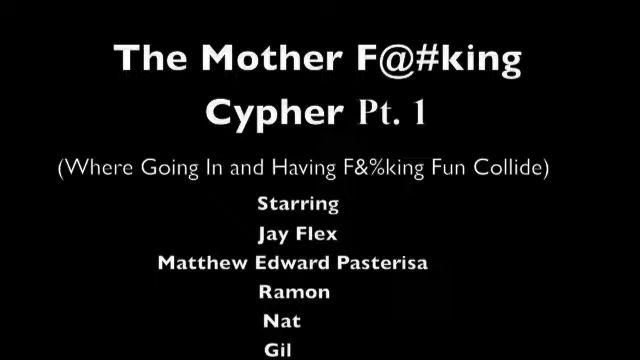 The Mother F@#king
Cypher Pt. 1
(Where Going In and Having F&%king Fun Collide)
Starring
Jay Flex
Matthew Edward Pasterisa
Ramon
Nat
Gil